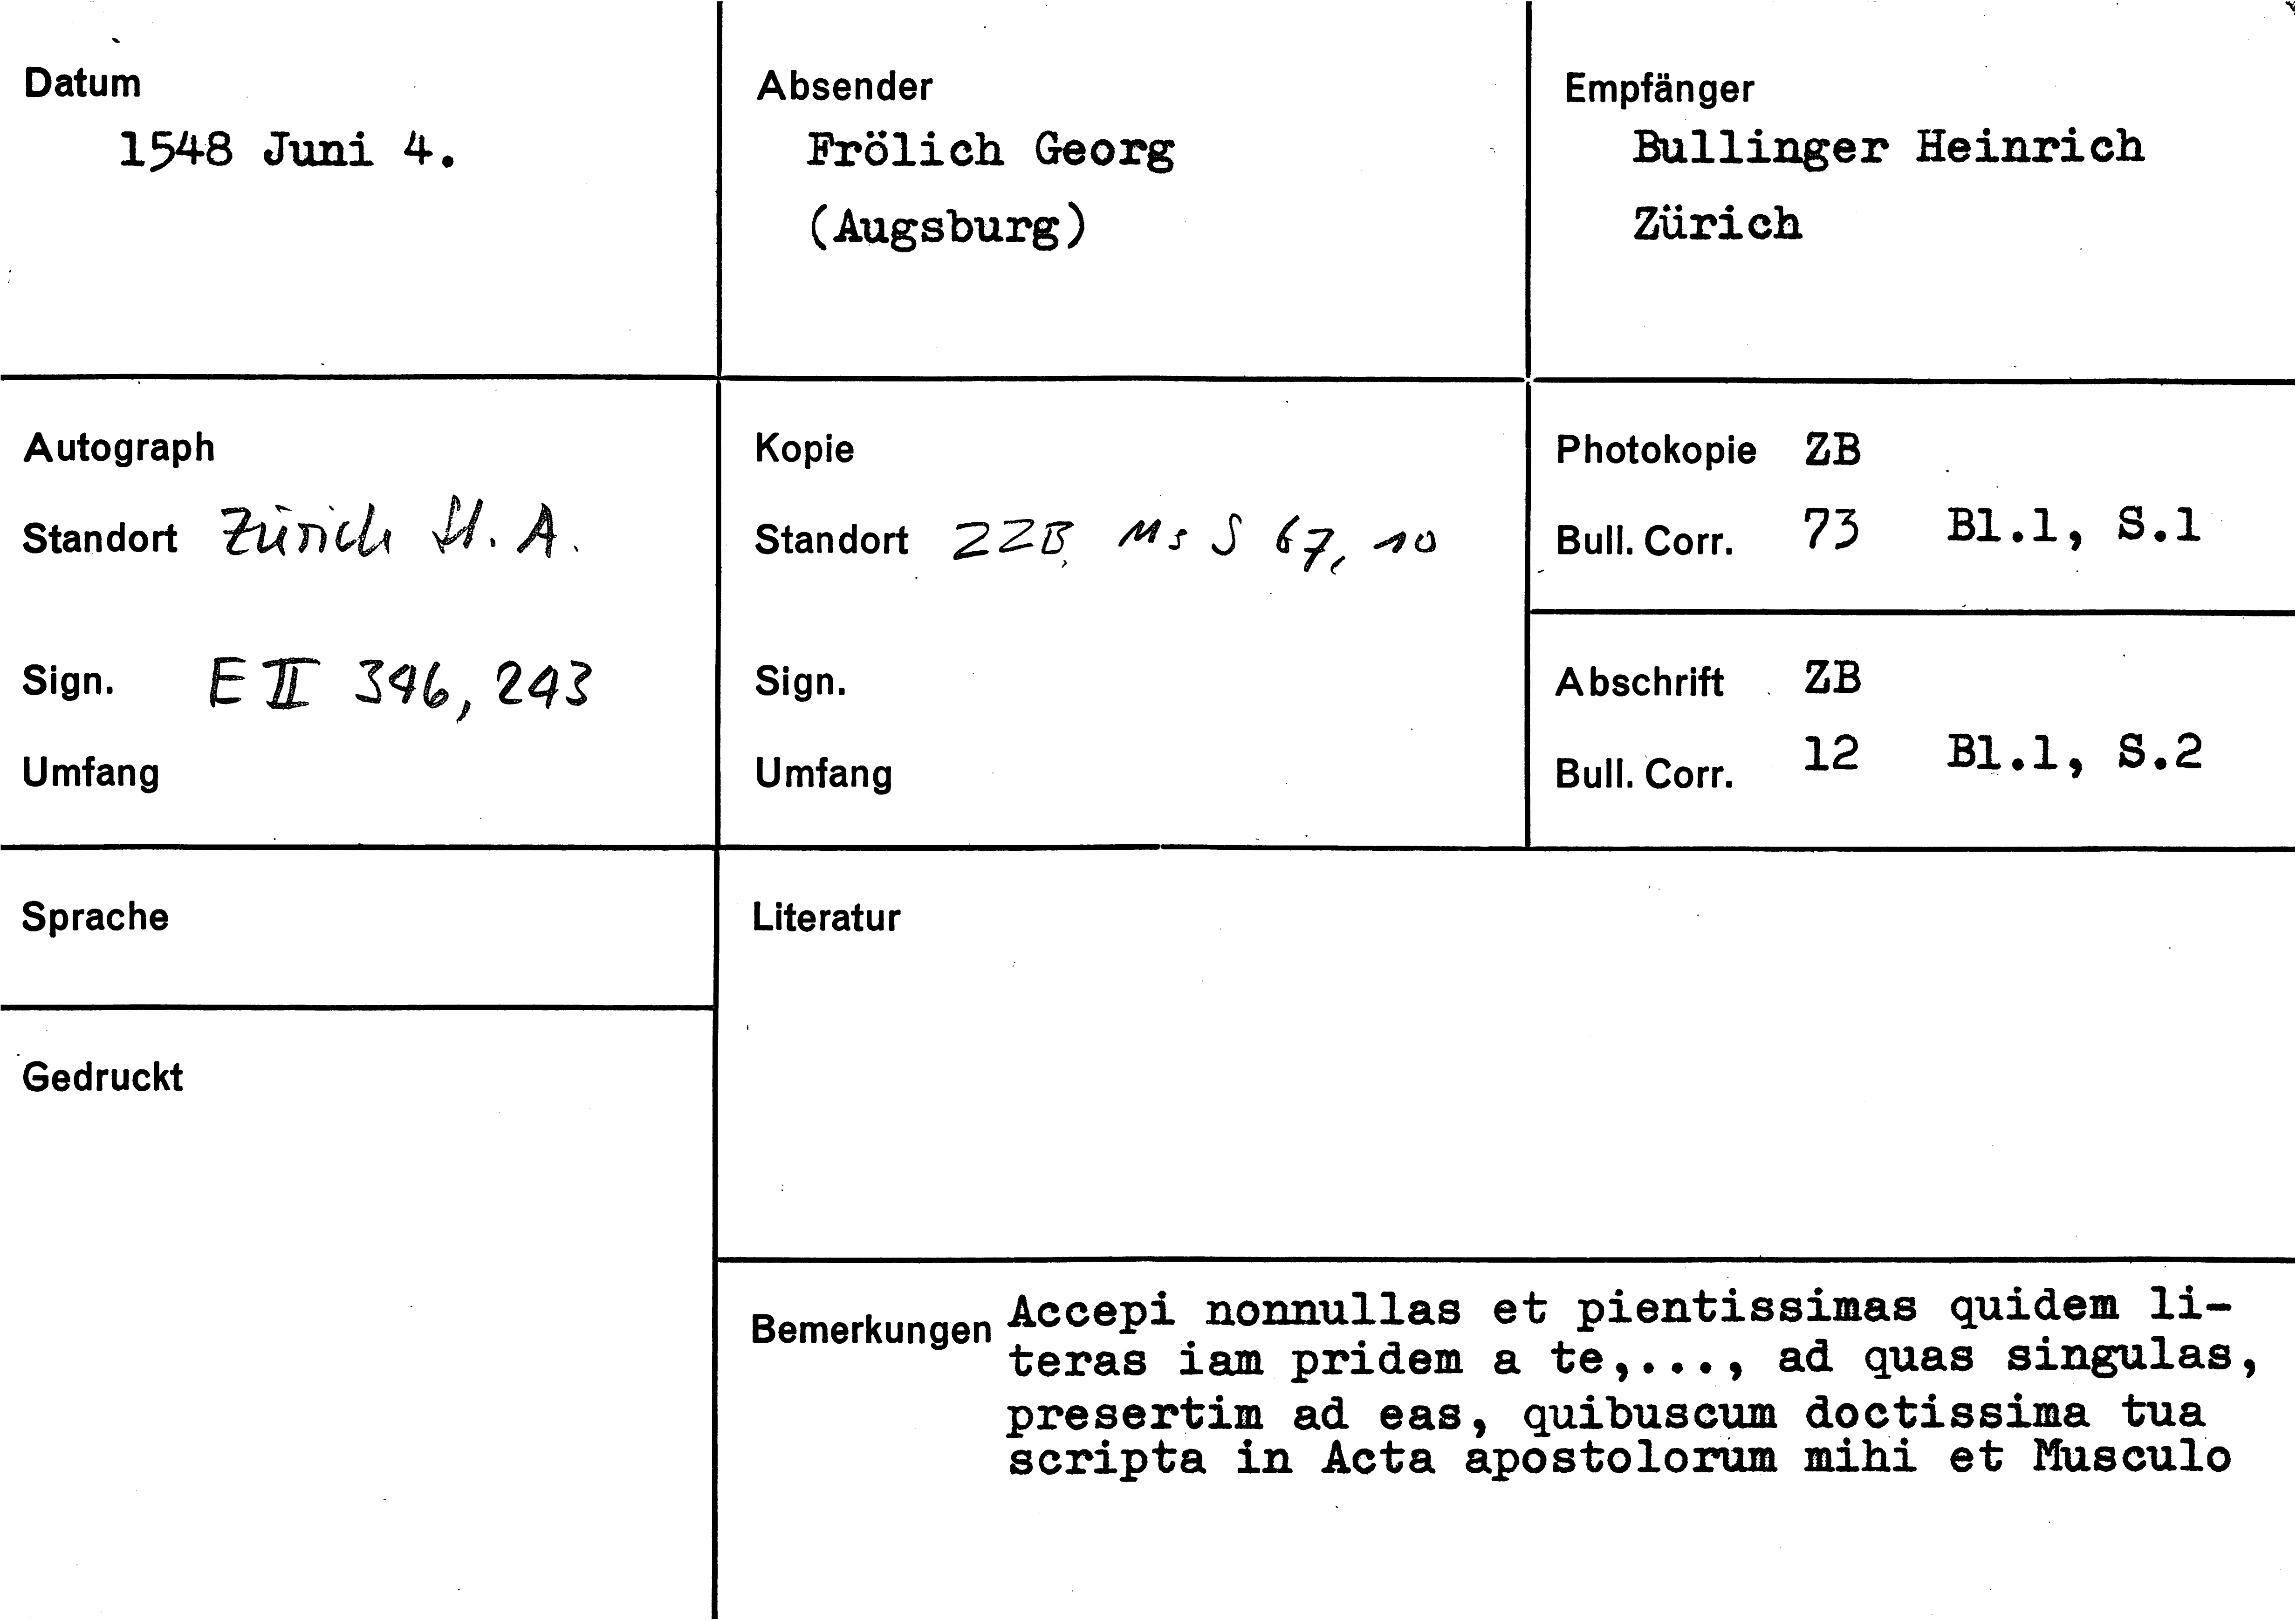 Datum
1548 Juni 4.
Absender
Frölich Georg
(Augsburg)
Empfänger
Bullinger Heinrich
Zürich
Autograph
Standort Zürich St. A.
Sign. E II 346, 243
Umfang
Kopie
Standort ZZB, Ms S 67, 10
Sign.
Umfang
Photokopie ZB
Bull. Corr. 73 Bl.1, S.1
Abschrift ZB
Bull. Corr. 12 Bl.1, S.2
Sprache
Gedruckt
Literatur
Bemerkungen Accepi nonnullas et pientissimas quidem li-
teras iam pridem a te,..., ad quas singulas,
presertim ad eas, quibuscum doctissima tua
scripta in Acta apostolorum mihi et Musculo